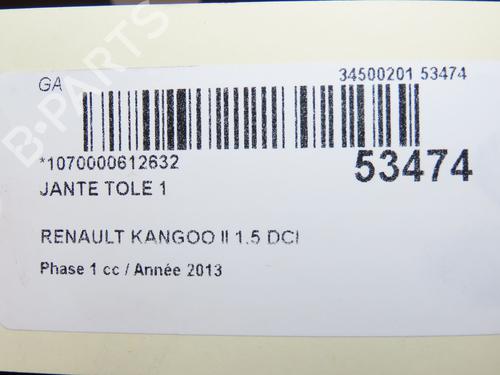 GA
34500201 53474
*1070000612632
53474
JANTE TOLE 1
RENAULT KANGOO II 1.5 DCI
Phase 1 cc / Année 2013
B-PARTS